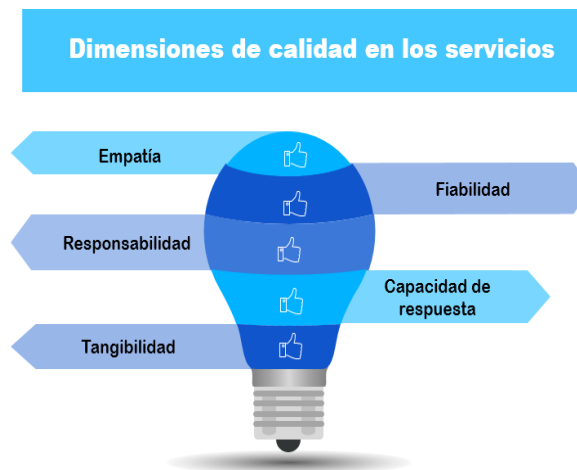 Dimensiones de calidad en los servicios
Empatía
Fiabilidad
Responsabilidad
Capacidad de
respuesta
Tangibilidad